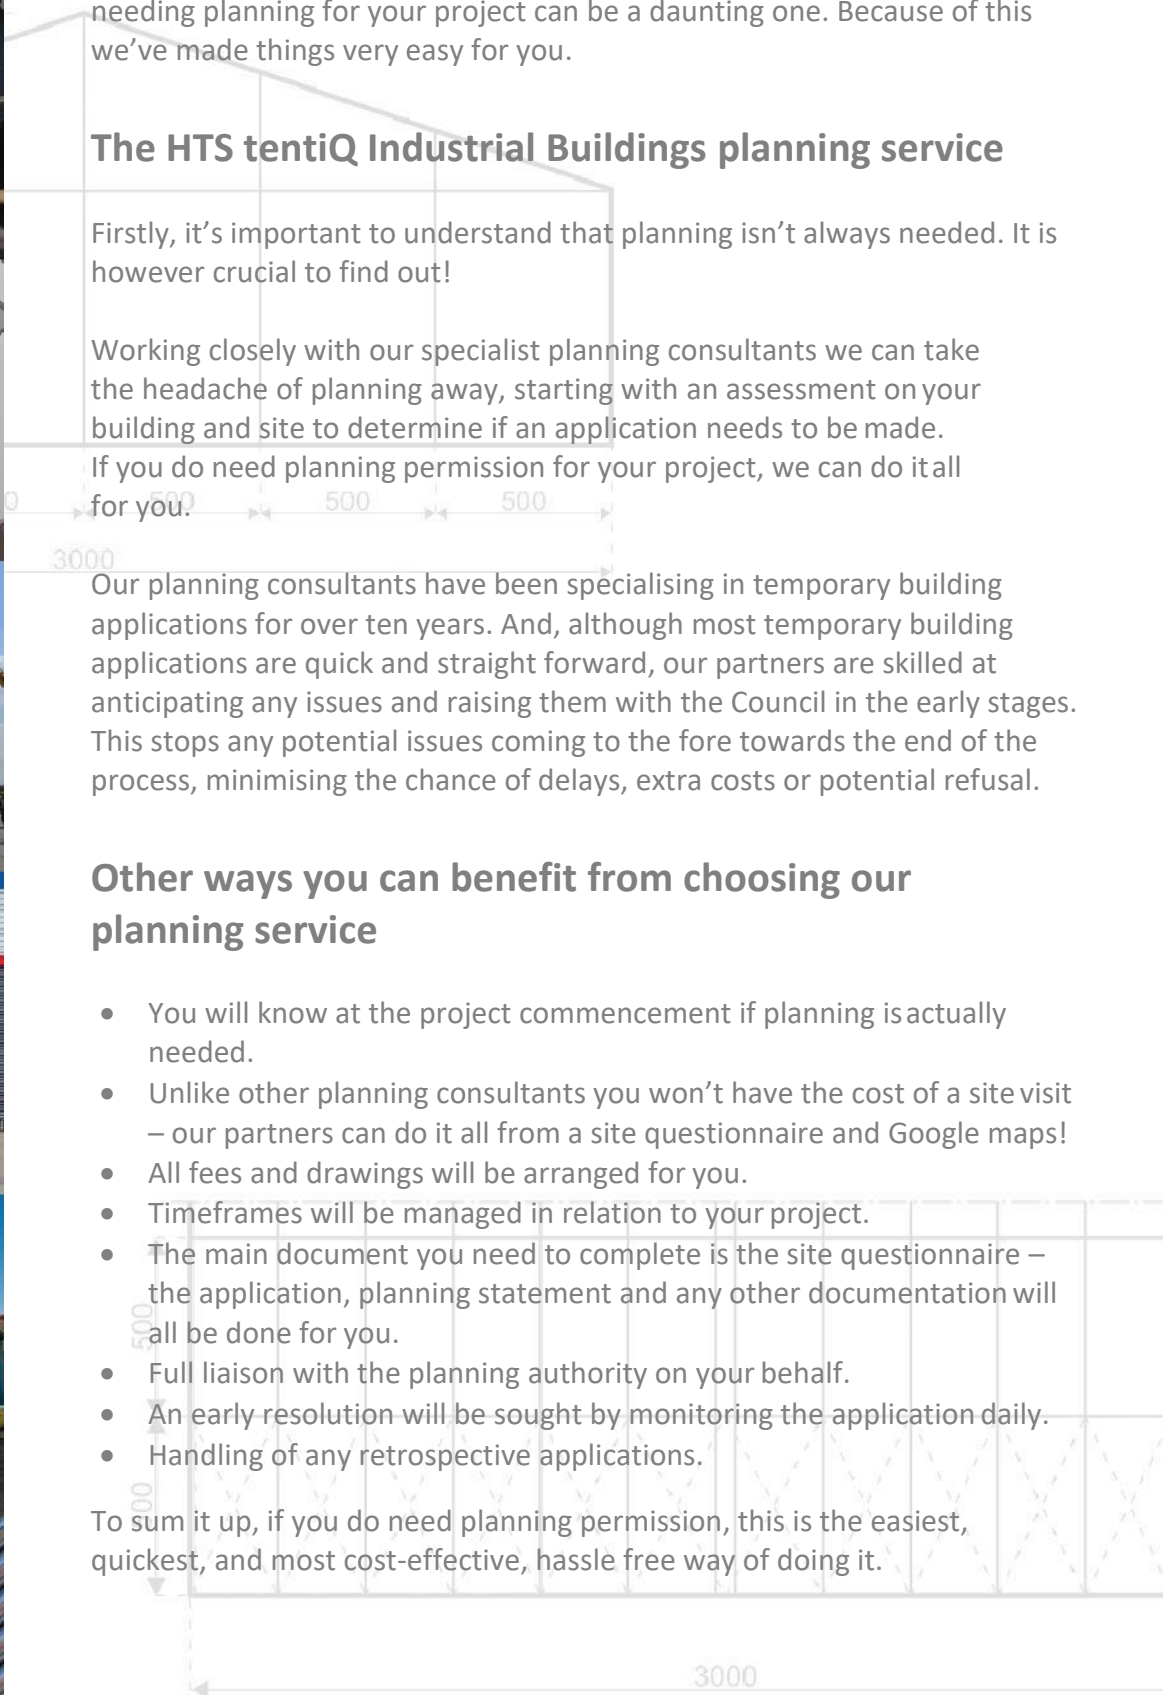 needing planning for your project can be a daunting one. Because of this
we’ve made things very easy for you.
The HTS tentiQ Industrial Buildings planning service
Firstly, it’s important to understand that planning isn’t always needed. It is
however crucial to find out!
Working closely with our specialist planning consultants we can take
the headache of planning away, starting with an assessment on your
building and site to determine if an application needs to be made.
If you do need planning permission for your project, we can do it all
for you.
500
500
500
3000
Our planning consultants have been specialising in temporary building
applications for over ten years. And, although most temporary building
applications are quick and straight forward, our partners are skilled at
anticipating any issues and raising them with the Council in the early stages.
This stops any potential issues coming to the fore towards the end of the
process, minimising the chance of delays, extra costs or potential refusal.
Other ways you can benefit from choosing our
planning service
• You will know at the project commencement if planning is actually
needed.
• Unlike other planning consultants you won’t have the cost of a site visit
– our partners can do it all from a site questionnaire and Google maps!
• All fees and drawings will be arranged for you.
• Timeframes will be managed in relation to your project.
• The main document you need to complete is the site questionnaire –
the application, planning statement and any other documentation will
all be done for you.
500
• Full liaison with the planning authority on your behalf.
• An early resolution will be sought by monitoring the application daily.
• Handling of any retrospective applications.
To sum it up, if you do need planning permission, this is the easiest,
quickest, and most cost-effective, hassle free way of doing it.
3000